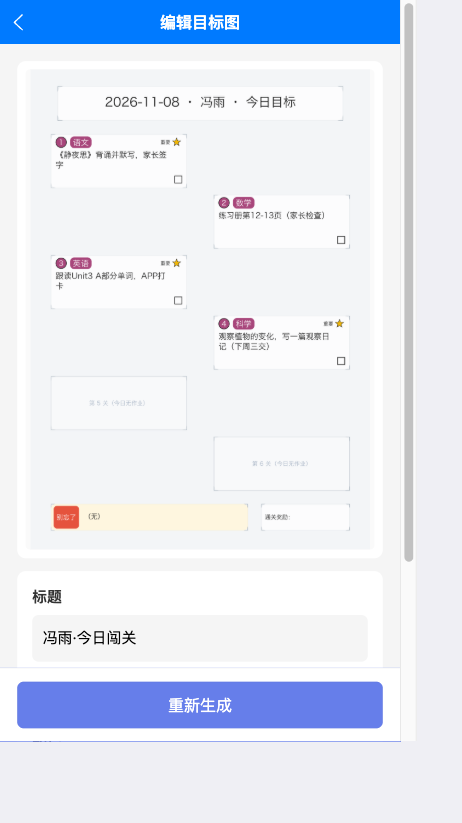 编辑目标图
2026-11-08 · 冯雨 · 今日目标
1 语文 重要
《静夜思》背诵并默写，家长签
字
2 数学
练习册第12-13页（家长检查）
3 英语 重要
跟读Unit3 A部分单词，APP打
卡
4 科学 重要
观察植物的变化，写一篇观察日
记（下周三交）
第 5 关（今日无作业）
第 6 关（今日无作业）
别忘了 （无）
通关奖励：
标题
冯雨·今日闯关
重新生成